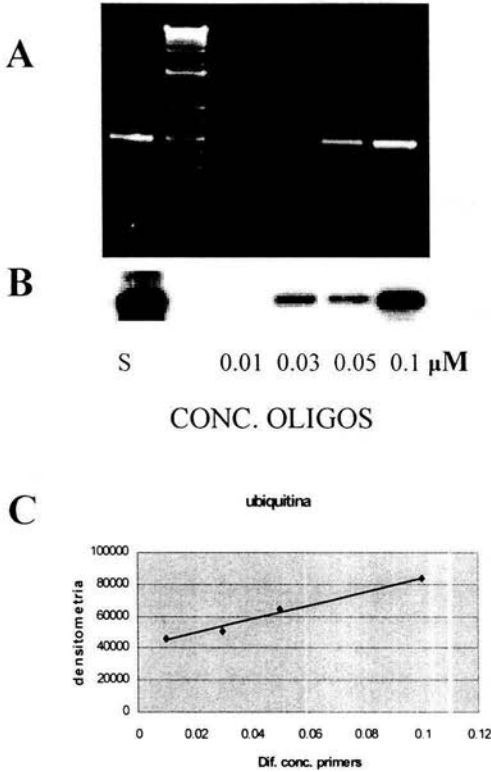 A
B
S 0.01 0.03 0.05 0.1 µM
CONC. OLIGOS
C
ubiquitina
densitometria
100000
80000
60000
40000
20000
0
0 0.02 0.04 0.06 0.08 0.1 0.12
Dif. conc. primers